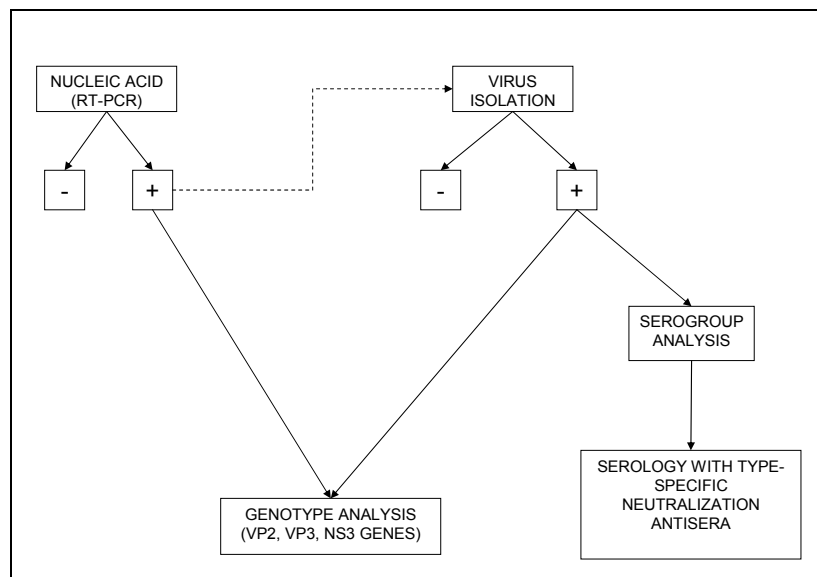 NUCLEIC ACID
(RT-PCR)
VIRUS
ISOLATION
-
+
-
+
SEROGROUP
ANALYSIS
SEROLOGY WITH TYPE-
SPECIFIC
NEUTRALIZATION
ANTISERA
GENOTYPE ANALYSIS
(VP2, VP3, NS3 GENES)